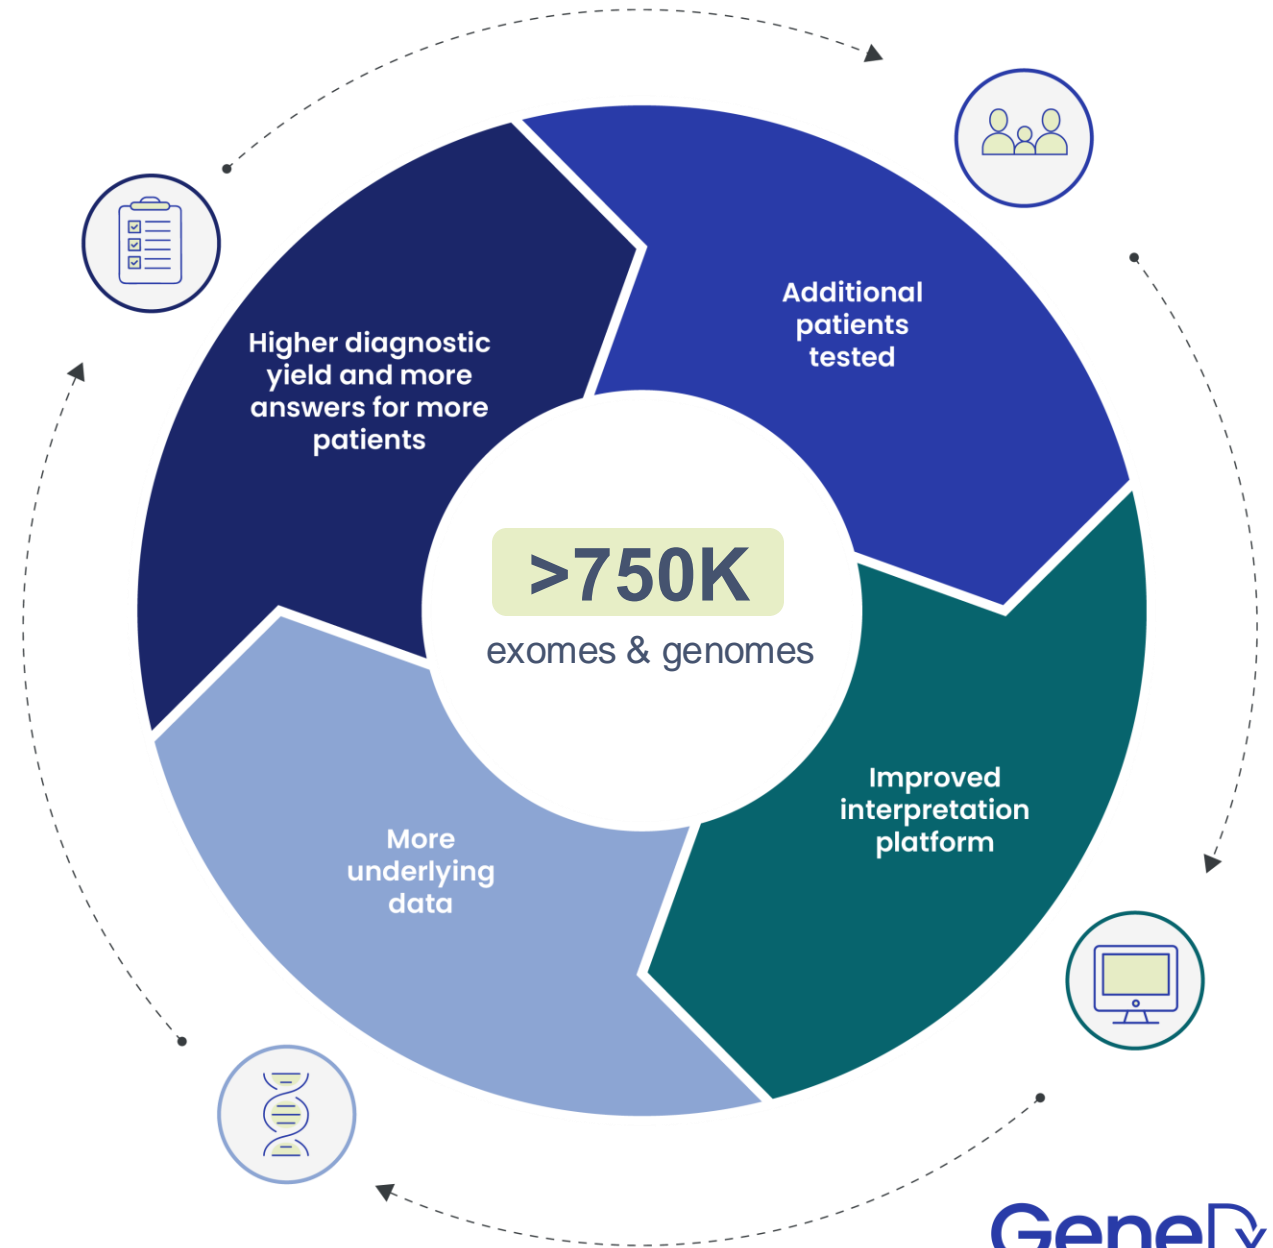 Additional
patients
tested
Higher diagnostic
yield and more
answers for more
patients
>750K
exomes & genomes
Improved
interpretation
platform
More
underlying
data
GeneDx